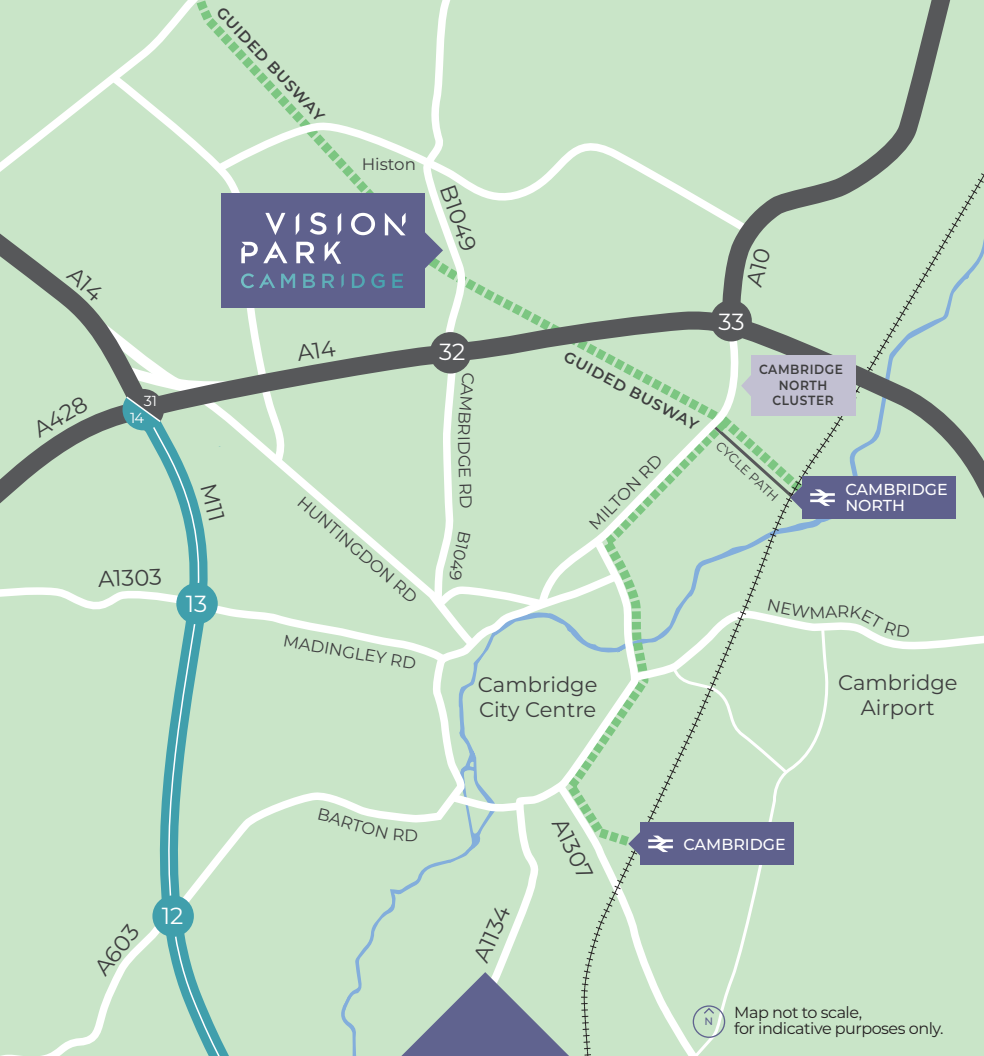 GUIDED BUSWAY
Histon
B1049
VISION
PARK
CAMBRIDGE
A14
A10
33
A14
32
CAMBRIDGE
NORTH
CLUSTER
GUIDED BUSWAY
A428
31
14
CAMBRIDGE RD
CYCLE PATH
MILTON RD
CAMBRIDGE
NORTH
M11
HUNTINGDON RD
B1049
A1303
13
NEWMARKET RD
MADINGLEY RD
Cambridge
City Centre
Cambridge
Airport
BARTON RD
A1307
CAMBRIDGE
12
A603
A1134
N
Map not to scale,
for indicative purposes only.